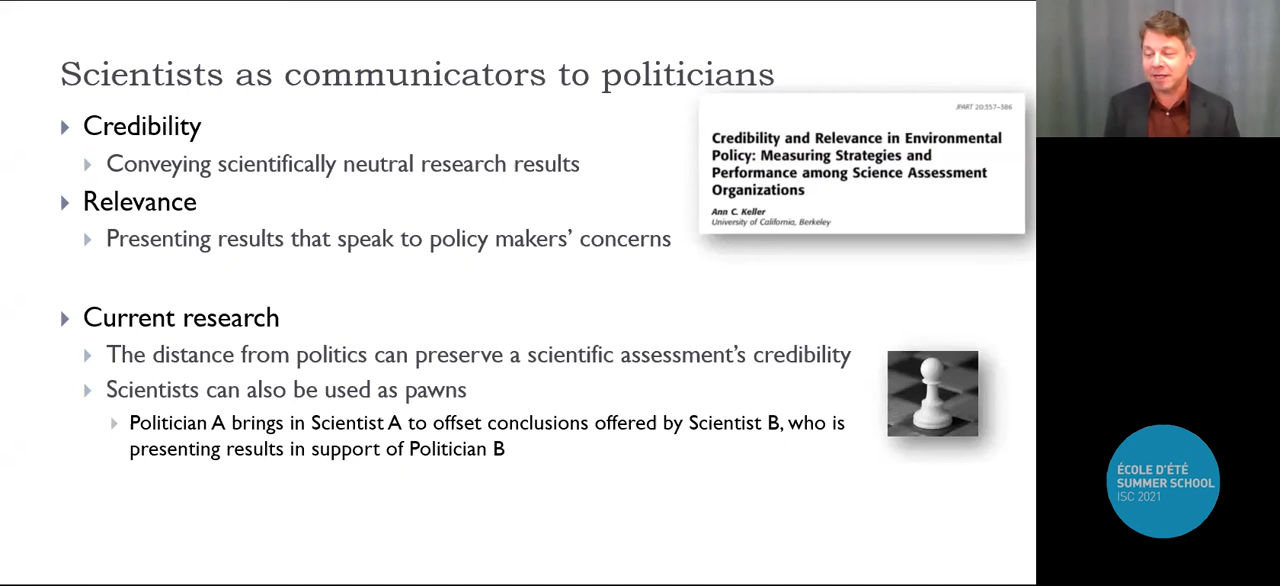 Scientists as communicators to politicians
Credibility
Conveying scientifically neutral research results
Relevance
Presenting results that speak to policy makers' concerns
JPART 20:557–586
Credibility and Relevance in Environmental
Policy: Measuring Strategies and
Performance among Science Assessment
Organizations
Ann C. Keller
University of California, Berkeley
Current research
The distance from politics can preserve a scientific assessment's credibility
Scientists can also be used as pawns
Politician A brings in Scientist A to offset conclusions offered by Scientist B, who is
presenting results in support of Politician B
ÉCOLE D'ÉTÉ
SUMMER SCHOOL
ISC 2021